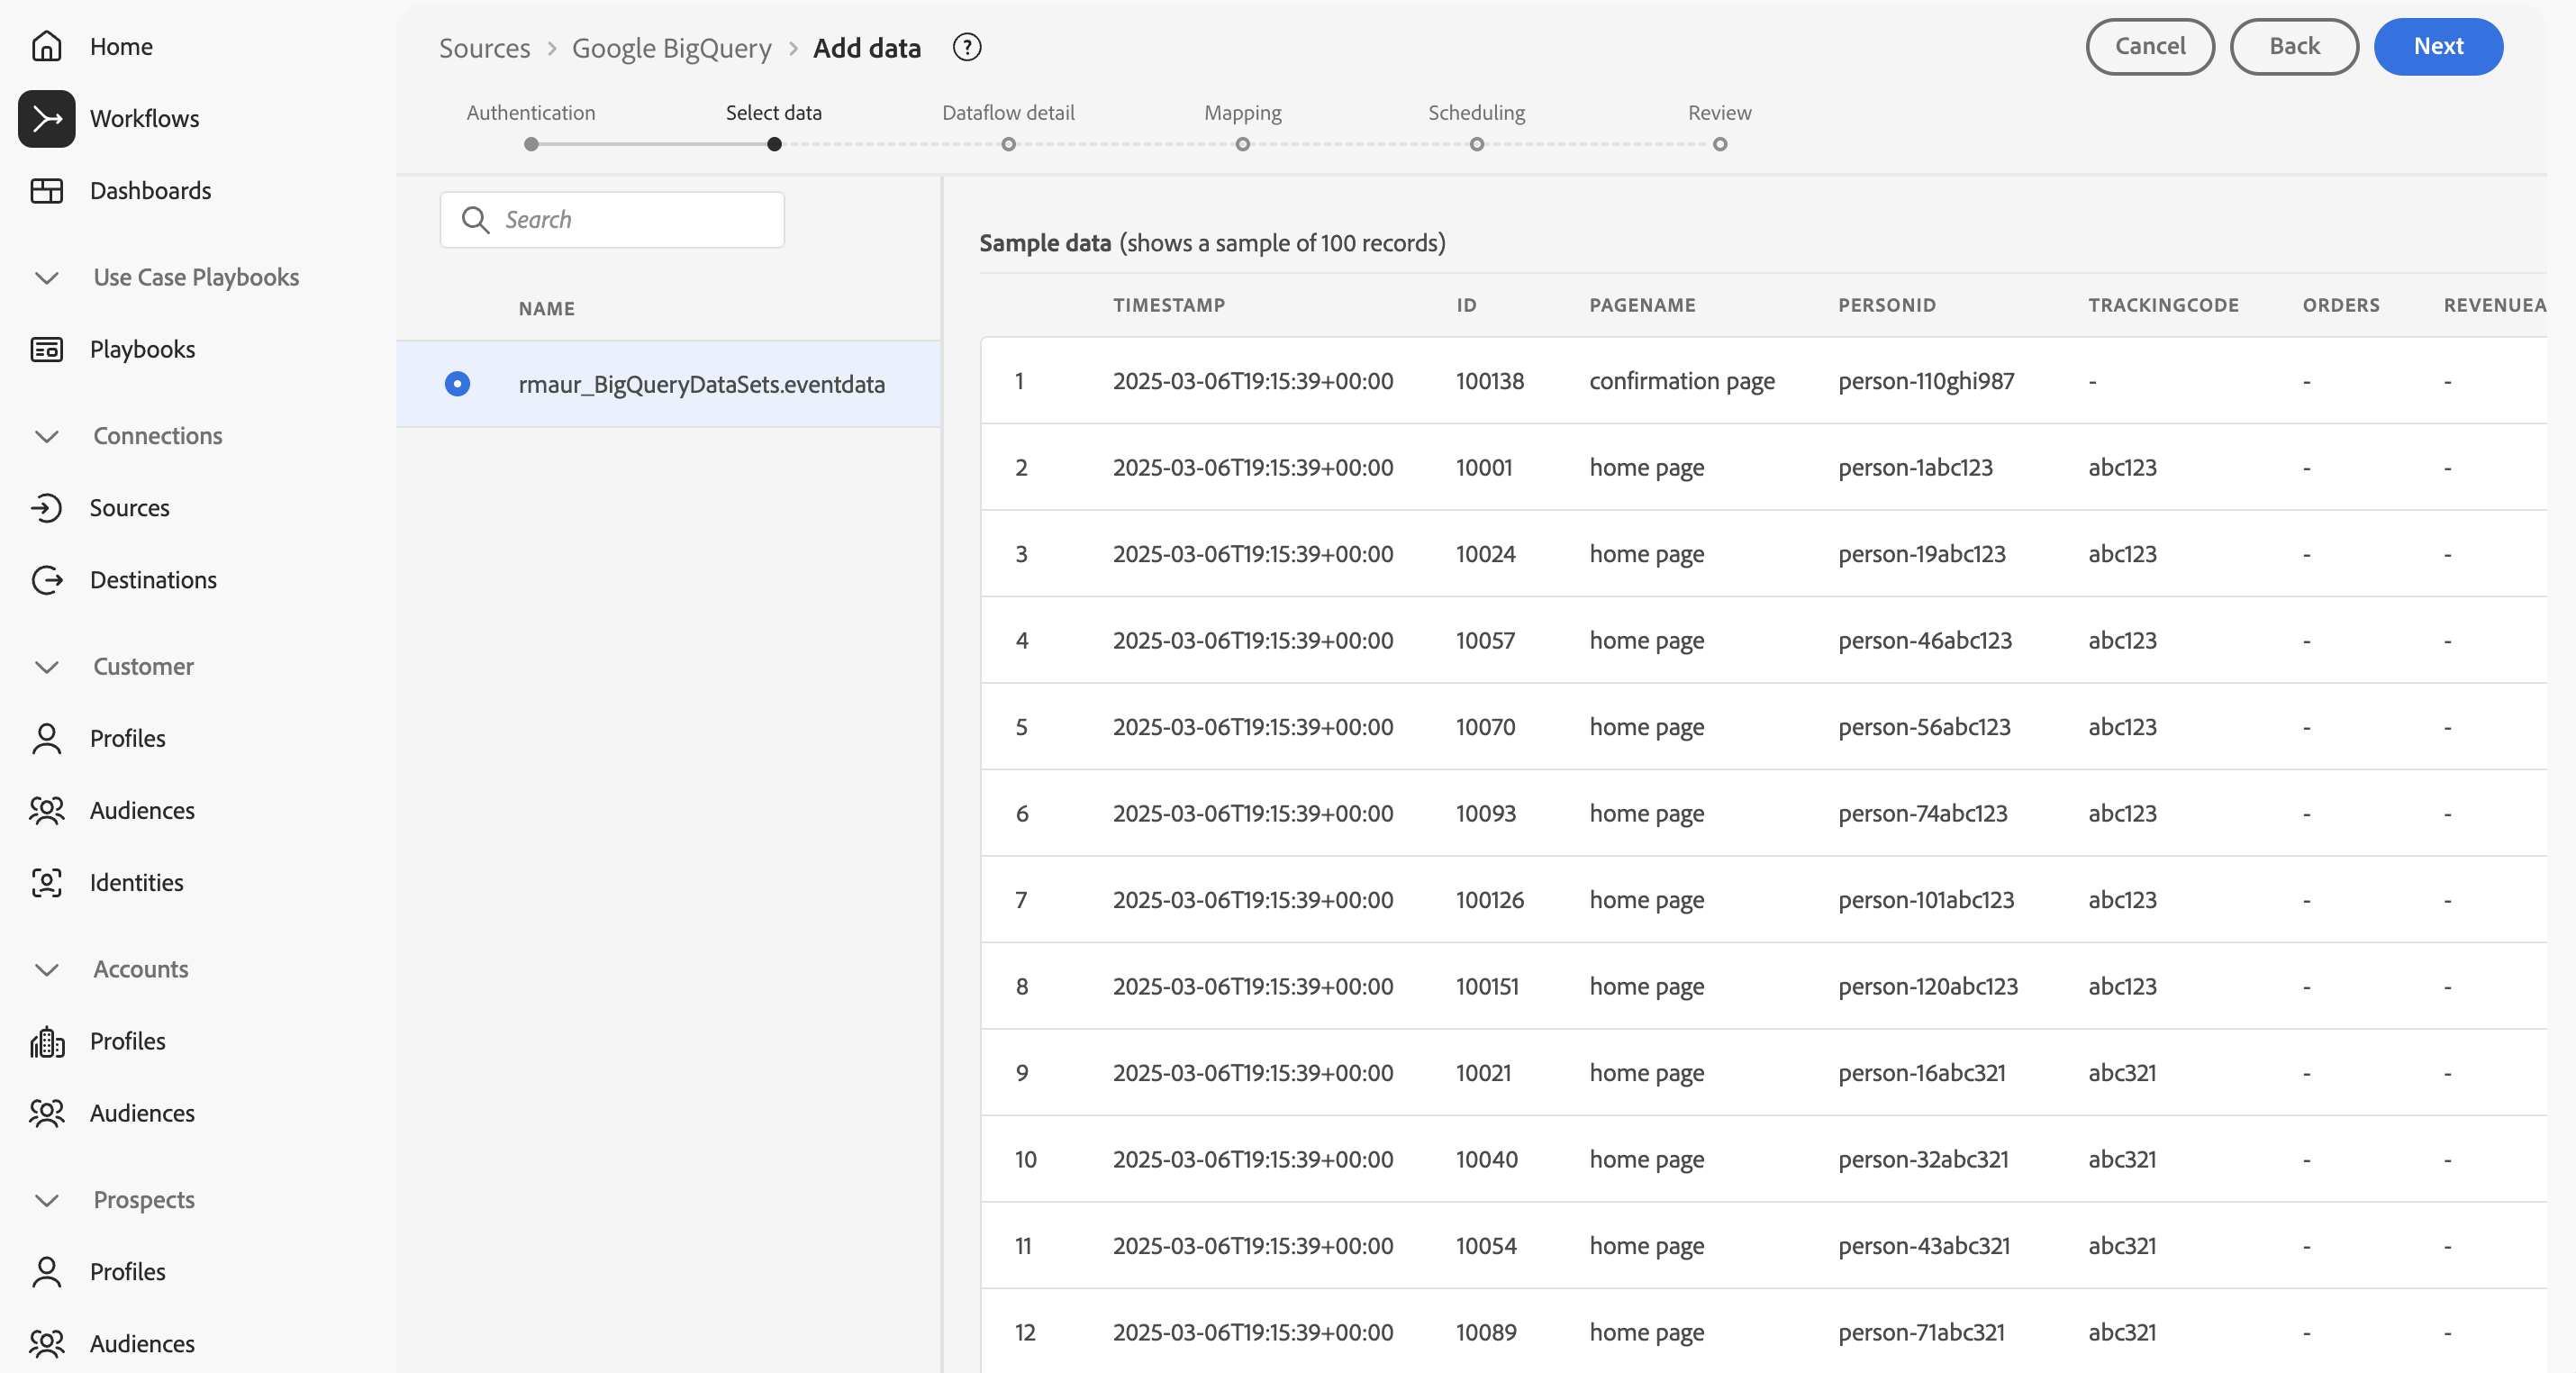 Home
Workflows
Dashboards
Use Case Playbooks
Playbooks
Connections
Sources
Destinations
Customer
Profiles
Audiences
Identities
Accounts
Profiles
Audiences
Prospects
Profiles
Audiences
Sources > Google BigQuery > Add data ?
Cancel Back Next
Authentication Select data Dataflow detail Mapping Scheduling Review
Search
NAME
rmaur_BigQueryDataSets.eventdata
Sample data (shows a sample of 100 records)
TIMESTAMP ID PAGENAME PERSONID TRACKINGCODE ORDERS REVENUEA
1 2025-03-06T19:15:39+00:00 100138 confirmation page person-110ghi987 - - -
2 2025-03-06T19:15:39+00:00 10001 home page person-1abc123 abc123 - -
3 2025-03-06T19:15:39+00:00 10024 home page person-19abc123 abc123 - -
4 2025-03-06T19:15:39+00:00 10057 home page person-46abc123 abc123 - -
5 2025-03-06T19:15:39+00:00 10070 home page person-56abc123 abc123 - -
6 2025-03-06T19:15:39+00:00 10093 home page person-74abc123 abc123 - -
7 2025-03-06T19:15:39+00:00 100126 home page person-101abc123 abc123 - -
8 2025-03-06T19:15:39+00:00 100151 home page person-120abc123 abc123 - -
9 2025-03-06T19:15:39+00:00 10021 home page person-16abc321 abc321 - -
10 2025-03-06T19:15:39+00:00 10040 home page person-32abc321 abc321 - -
11 2025-03-06T19:15:39+00:00 10054 home page person-43abc321 abc321 - -
12 2025-03-06T19:15:39+00:00 10089 home page person-71abc321 abc321 - -